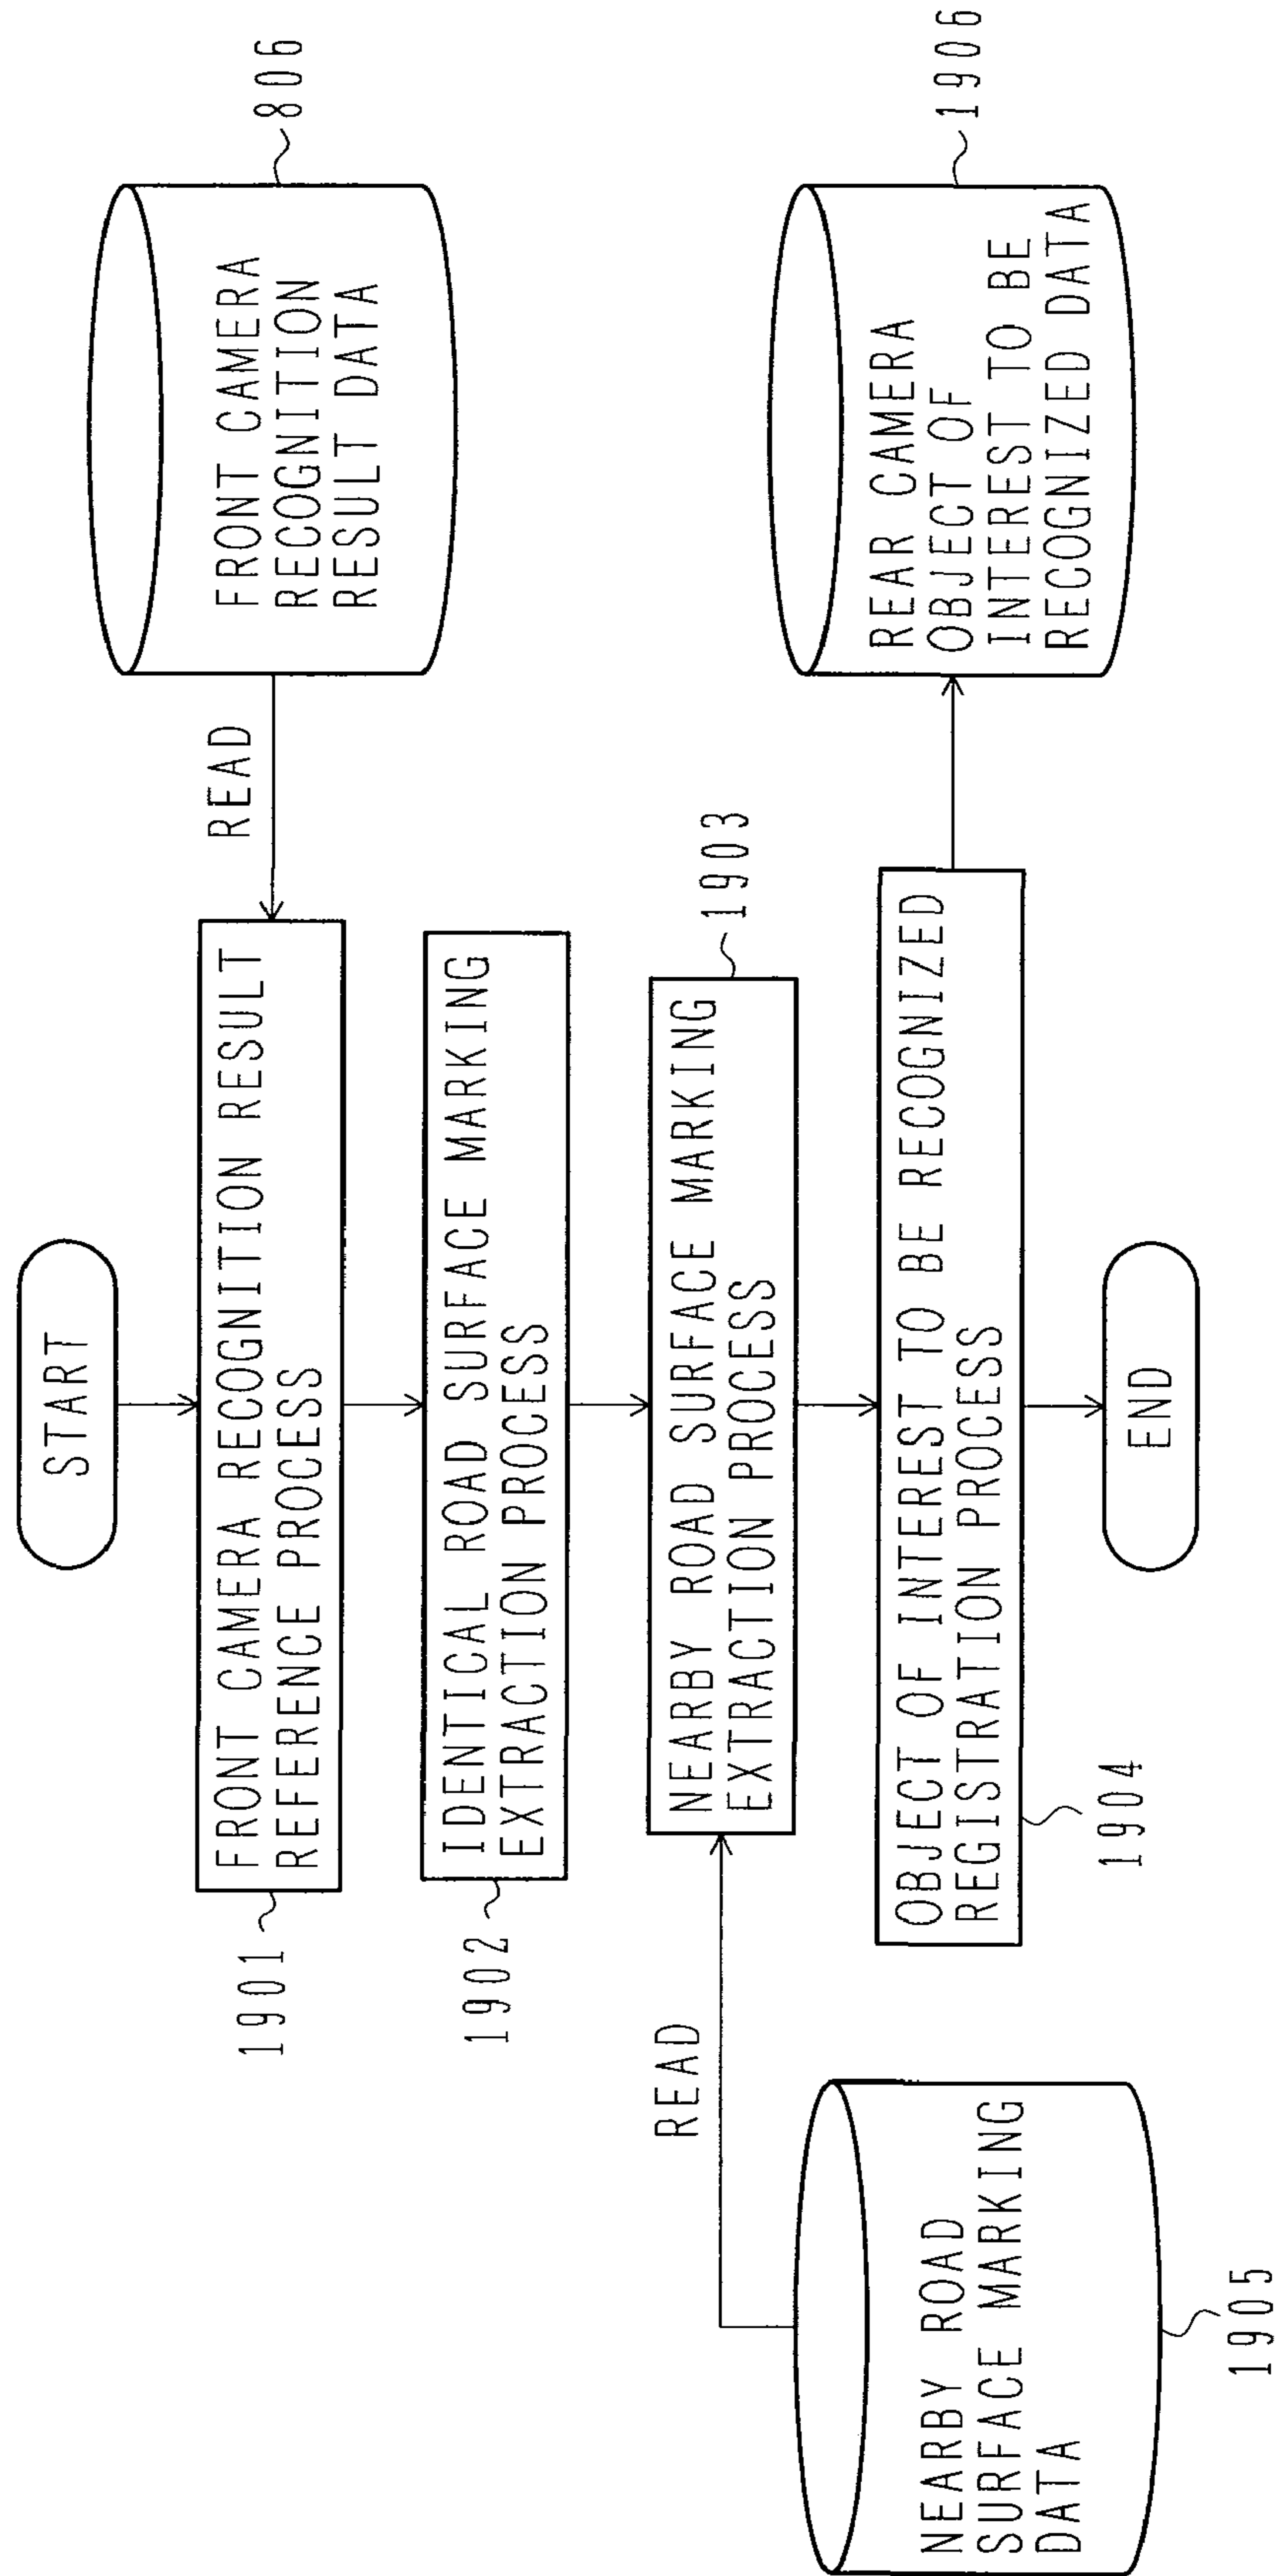 START
FRONT CAMERA RECOGNITION RESULT
REFERENCE PROCESS
1901
READ
FRONT CAMERA
RECOGNITION
RESULT DATA
806
IDENTICAL ROAD SURFACE MARKING
EXTRACTION PROCESS
1902
NEARBY ROAD SURFACE MARKING
EXTRACTION PROCESS
1903
READ
NEARBY ROAD
SURFACE MARKING
DATA
1905
OBJECT OF INTEREST TO BE RECOGNIZED
REGISTRATION PROCESS
1904
REAR CAMERA
OBJECT OF
INTEREST TO BE
RECOGNIZED DATA
1906
END